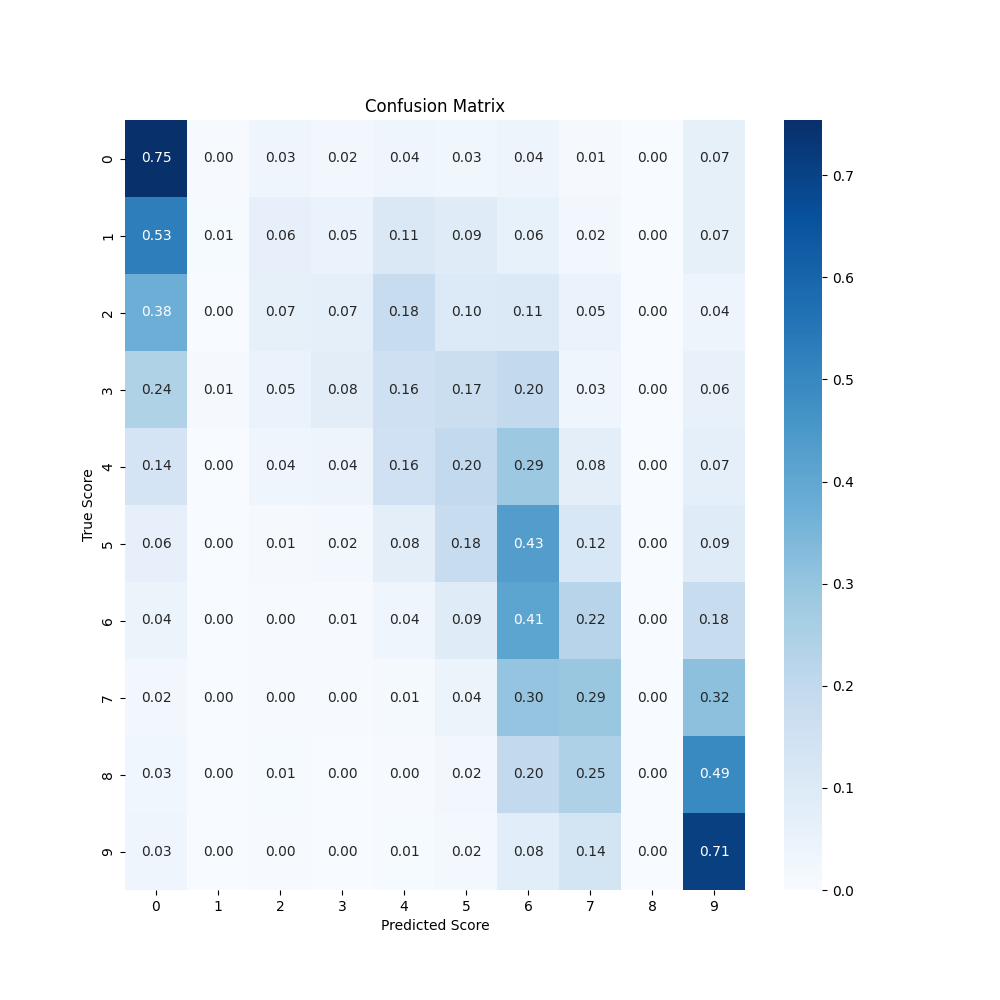 Confusion Matrix
0 0.75 0.00 0.03 0.02 0.04 0.03 0.04 0.01 0.00 0.07
1 0.53 0.01 0.06 0.05 0.11 0.09 0.06 0.02 0.00 0.07
2 0.38 0.00 0.07 0.07 0.18 0.10 0.11 0.05 0.00 0.04
3 0.24 0.01 0.05 0.08 0.16 0.17 0.20 0.03 0.00 0.06
4 0.14 0.00 0.04 0.04 0.16 0.20 0.29 0.08 0.00 0.07
5 0.06 0.00 0.01 0.02 0.08 0.18 0.43 0.12 0.00 0.09
6 0.04 0.00 0.00 0.01 0.04 0.09 0.41 0.22 0.00 0.18
7 0.02 0.00 0.00 0.00 0.01 0.04 0.30 0.29 0.00 0.32
8 0.03 0.00 0.01 0.00 0.00 0.02 0.20 0.25 0.00 0.49
9 0.03 0.00 0.00 0.00 0.01 0.02 0.08 0.14 0.00 0.71
0 1 2 3 4 5 6 7 8 9
Predicted Score
True Score
0.7
0.6
0.5
0.4
0.3
0.2
0.1
0.0